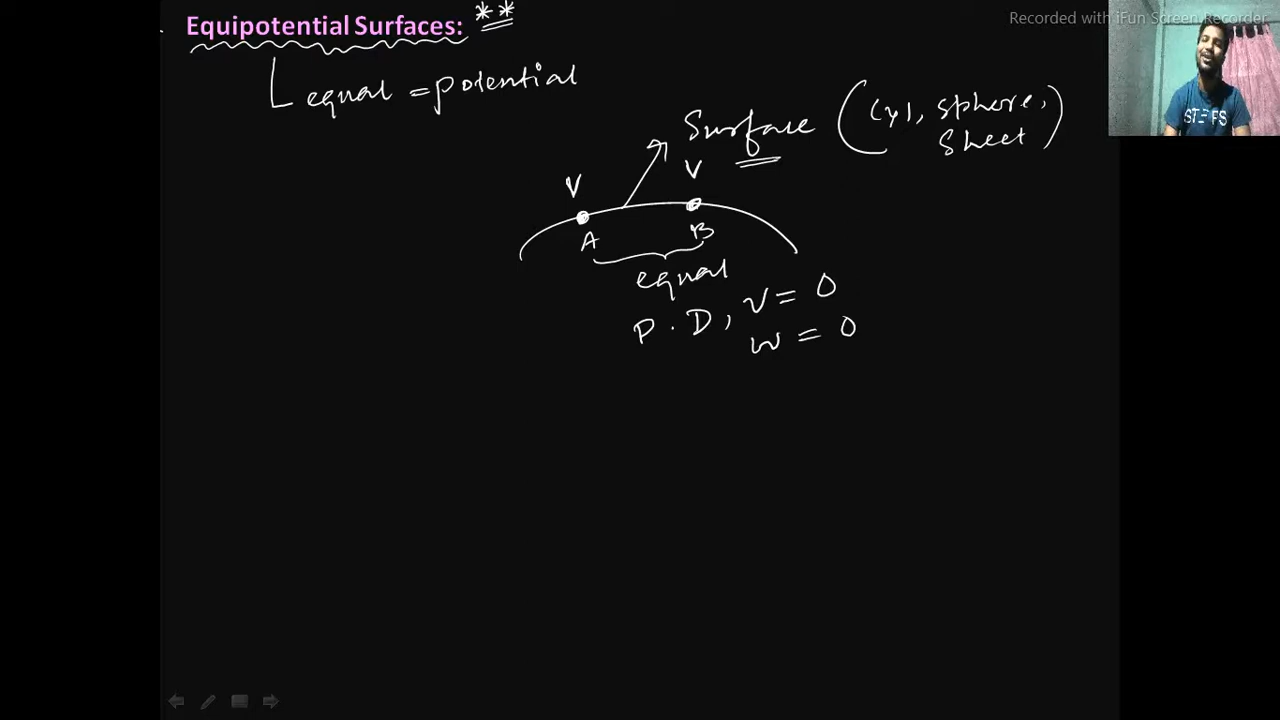 Recorded with iFun Screen Recorder
Equipotential Surfaces: **
equal = potential
Surface (cyl, sphere,
sheet)
V V
A B
equal
P.D, V = 0
W = 0